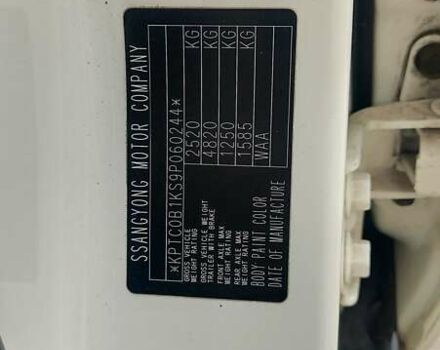 SSANGYONG MOTOR COMPANY
*KPTC0B1KS9P060244*
GROSS VEHICLE WEIGHT RATING 2520 KG
GROSS VEHICLE WEIGHT TRAILER WITH BRAKE 4820 KG
FRONT AXLE MAX WEIGHT RATING 1250 KG
REAR AXLE MAX WEIGHT RATING 1585 KG
BODY PAINT COLOR WAA
DATE OF MANUFACTURE